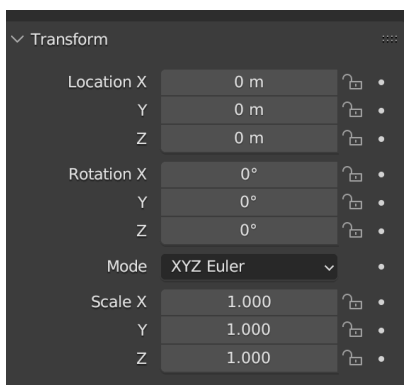 Transform
Location X 0 m
Y 0 m
Z 0 m
Rotation X 0°
Y 0°
Z 0°
Mode XYZ Euler
Scale X 1.000
Y 1.000
Z 1.000